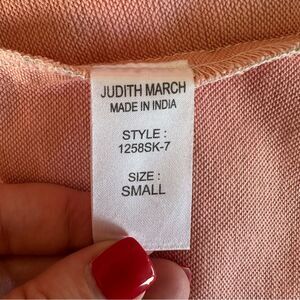 JUDITH MARCH
MADE IN INDIA
STYLE :
1258SK-7
SIZE :
SMALL